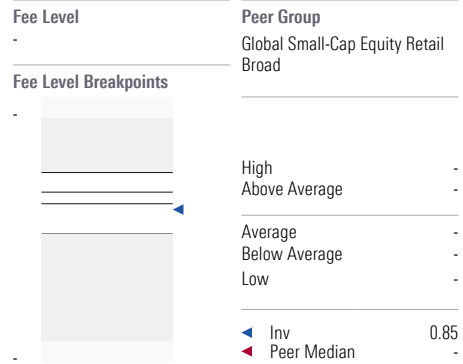 Fee Level
-
Fee Level Breakpoints
-
-
Peer Group
Global Small-Cap Equity Retail
Broad
High -
Above Average -
Average -
Below Average -
Low -
Inv 0.85
Peer Median -